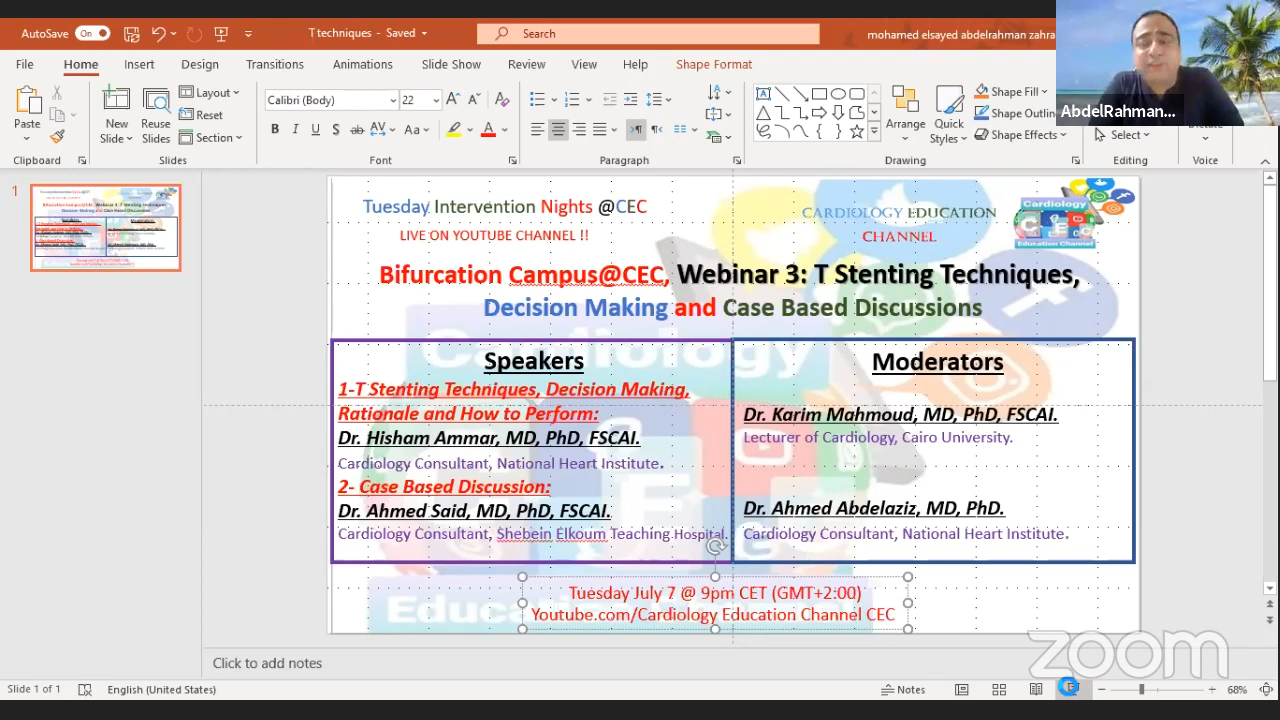 AutoSave On
T techniques - Saved
Search
mohamed elsayed abdelrahman zahra
File Home Insert Design Transitions Animations Slide Show Review View Help Shape Format
Paste
Clipboard
New Slide
Reuse Slides
Layout
Reset
Section
Slides
Calibri (Body) 22
Font
Paragraph
Arrange
Quick Styles
Shape Fill
Shape Outlin
Shape Effects
Drawing
Select
Editing
Dictate
Voice
AbdelRahman...
1
Tuesday Intervention Nights @CEC
LIVE ON YOUTUBE CHANNEL !!
CARDIOLOGY EDUCATION
CHANNEL
Cardiology
CEC
Education Channel
Bifurcation Campus@CEC, Webinar 3: T Stenting Techniques,
Decision Making and Case Based Discussions
Speakers
1-T Stenting Techniques, Decision Making,
Rationale and How to Perform:
Dr. Hisham Ammar, MD, PhD, FSCAI.
Cardiology Consultant, National Heart Institute.
2- Case Based Discussion:
Dr. Ahmed Said, MD, PhD, FSCAI.
Cardiology Consultant, Shebein Elkoum Teaching Hospital.
Moderators
Dr. Karim Mahmoud, MD, PhD, FSCAI.
Lecturer of Cardiology, Cairo University.
Dr. Ahmed Abdelaziz, MD, PhD.
Cardiology Consultant, National Heart Institute.
Tuesday July 7 @ 9pm CET (GMT+2:00)
Youtube.com/Cardiology Education Channel CEC
Click to add notes
zoom
Slide 1 of 1
English (United States)
Notes
68%